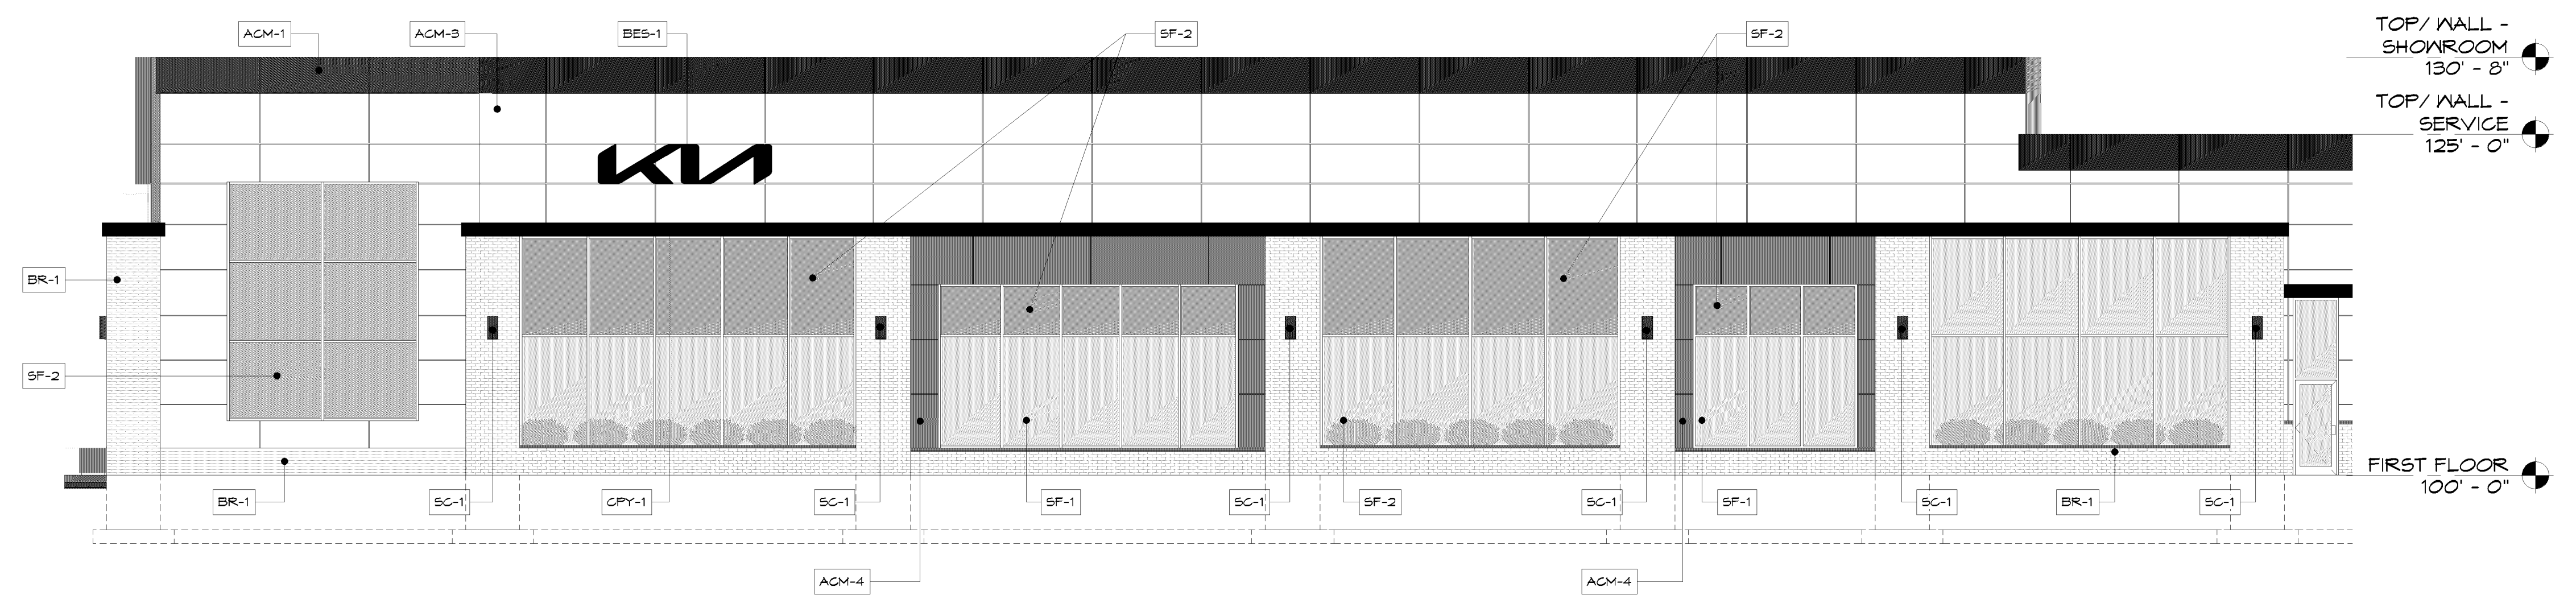 ACM-1
ACM-3
BES-1
SF-2
SF-2
TOP/ WALL -
SHOWROOM
130' - 8"
TOP/ WALL -
SERVICE
125' - 0"
KIA
BR-1
SF-2
FIRST FLOOR
100' - 0"
BR-1
SC-1
CPY-1
SC-1
SF-1
SC-1
SF-2
SC-1
SF-1
SC-1
BR-1
SC-1
ACM-4
ACM-4